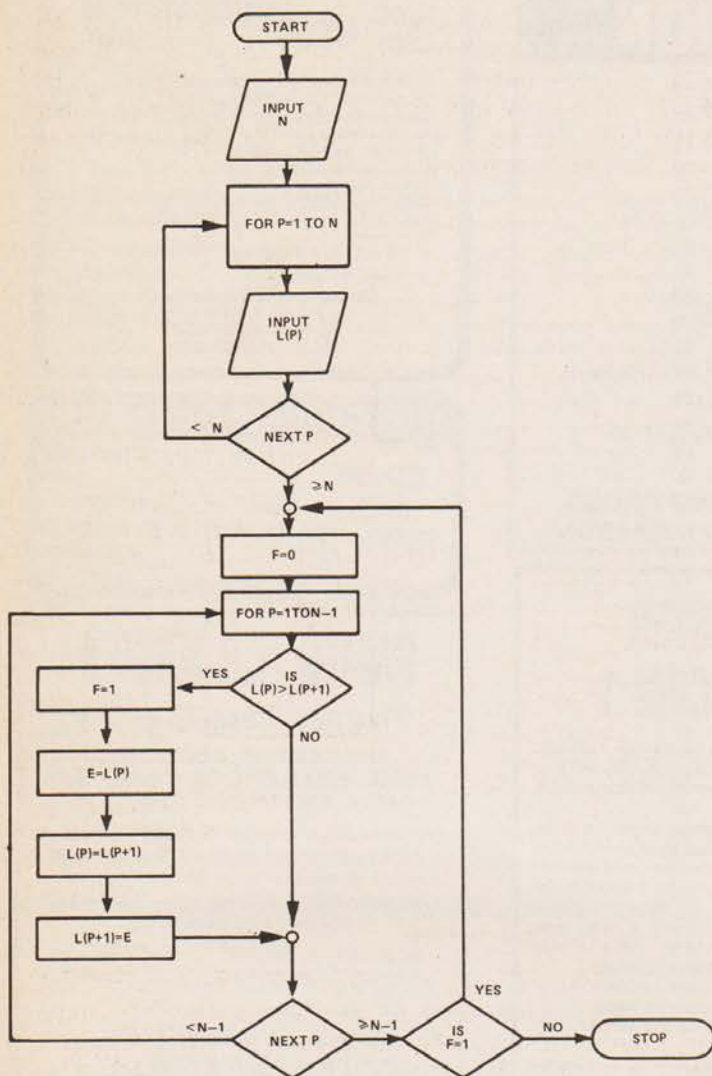 START
INPUT
N
FOR P=1 TO N
INPUT
L(P)
NEXT P
< N
≥N
F=0
FOR P=1TON−1
IS
L(P)>L(P+1)
YES
NO
F=1
E=L(P)
L(P)=L(P+1)
L(P+1)=E
<N−1
NEXT P
≥N−1
IS
F=1
YES
NO
STOP